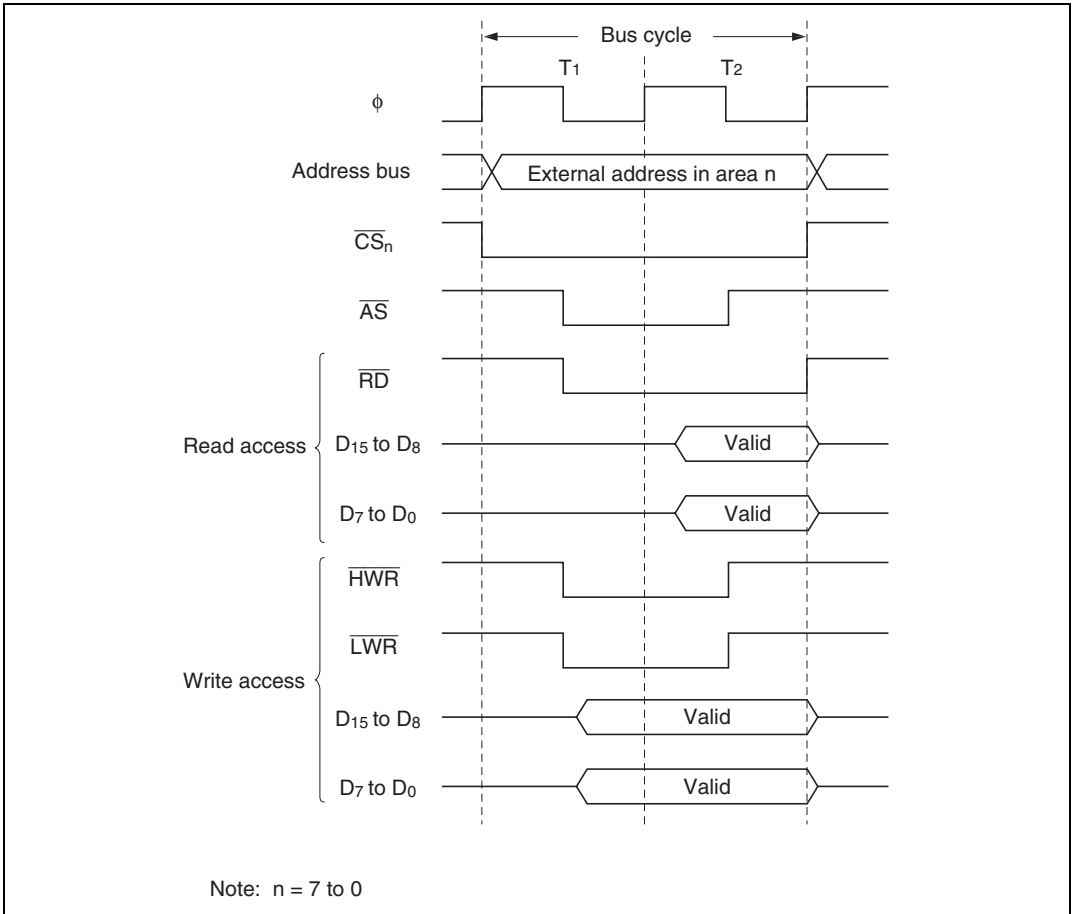 Bus cycle
T1 T2
ϕ
Address bus External address in area n
CSn
AS
RD
Read access D15 to D8 Valid
D7 to D0 Valid
HWR
LWR
Write access
D15 to D8 Valid
D7 to D0 Valid
Note: n = 7 to 0